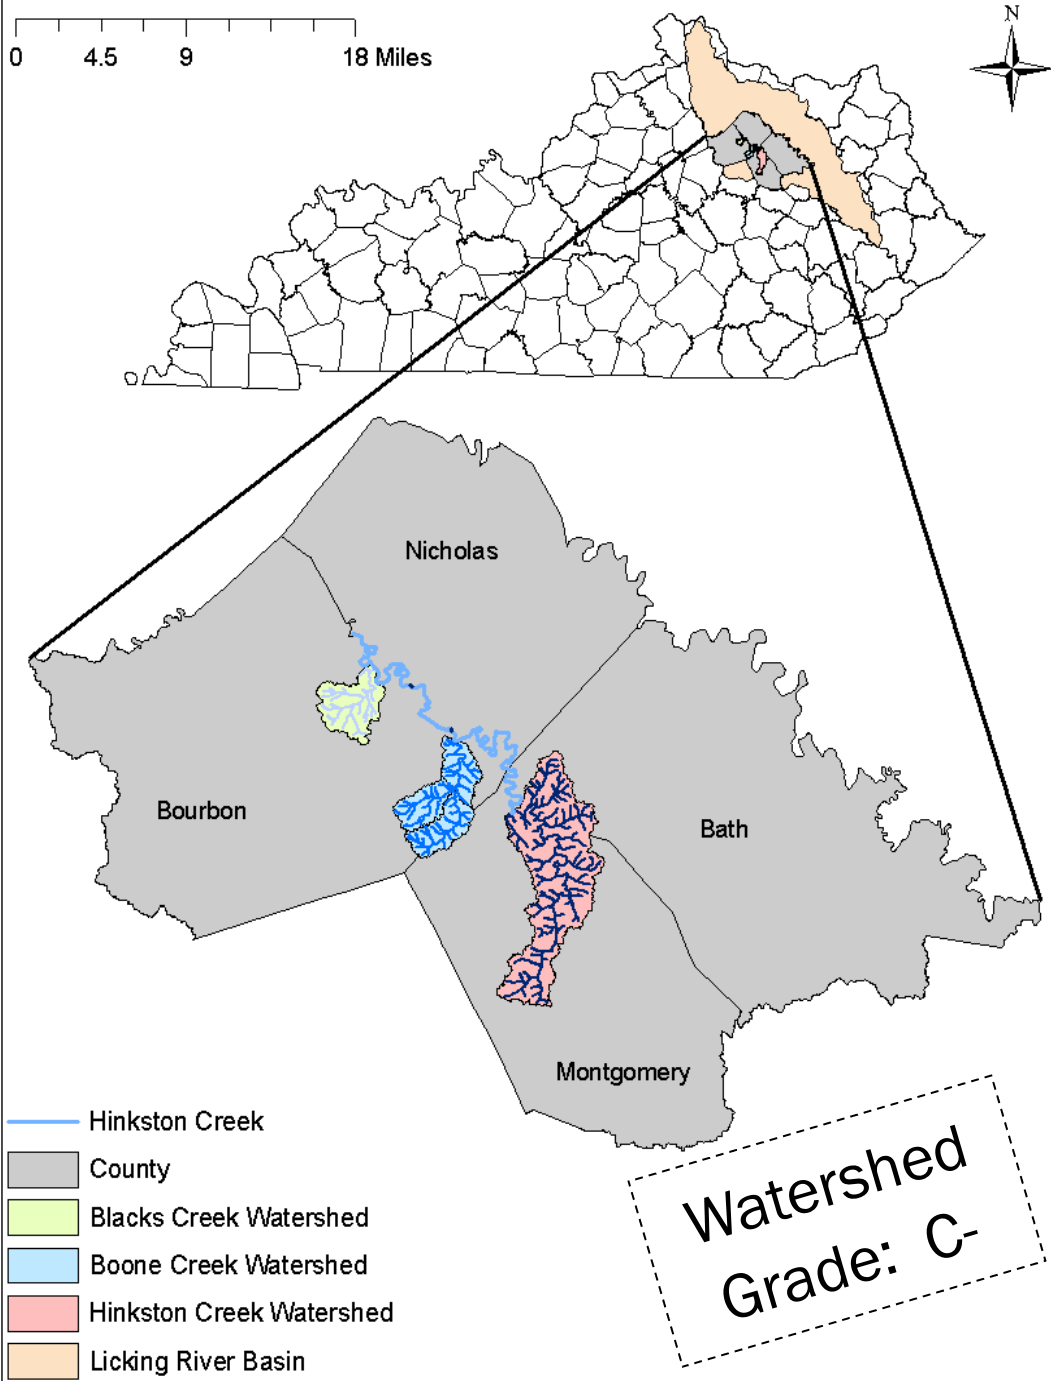 N
0 4.5 9 18 Miles
Nicholas
Bourbon
Bath
Montgomery
Hinkston Creek
County
Blacks Creek Watershed
Boone Creek Watershed
Hinkston Creek Watershed
Licking River Basin
Watershed
Grade: C-